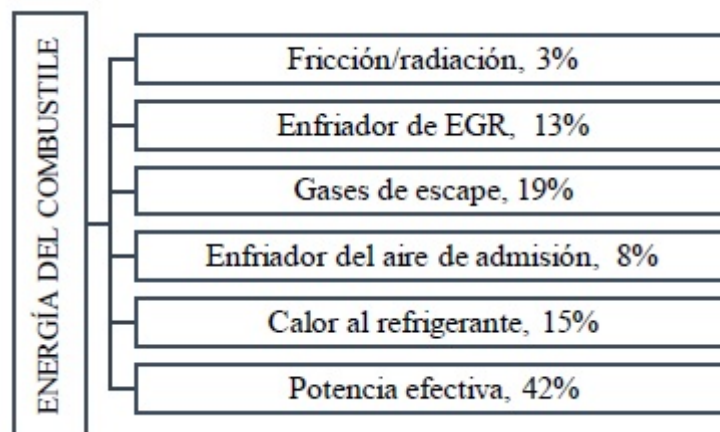 ENERGÍA DEL COMBUSTILE
Fricción/radiación, 3%
Enfriador de EGR, 13%
Gases de escape, 19%
Enfriador del aire de admisión, 8%
Calor al refrigerante, 15%
Potencia efectiva, 42%